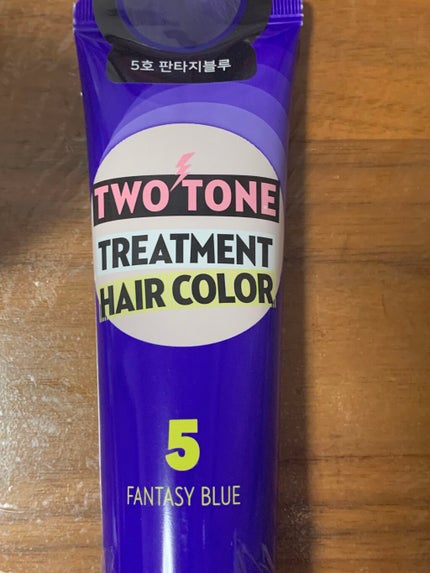 5호 판타지블루
TWO TONE
TREATMENT
HAIR COLOR
5
FANTASY BLUE